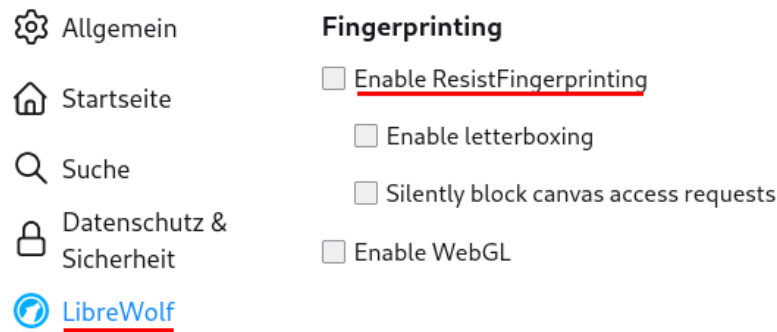 Allgemein
Startseite
Suche
Datenschutz &
Sicherheit
LibreWolf
Fingerprinting
Enable ResistFingerprinting
Enable letterboxing
Silently block canvas access requests
Enable WebGL